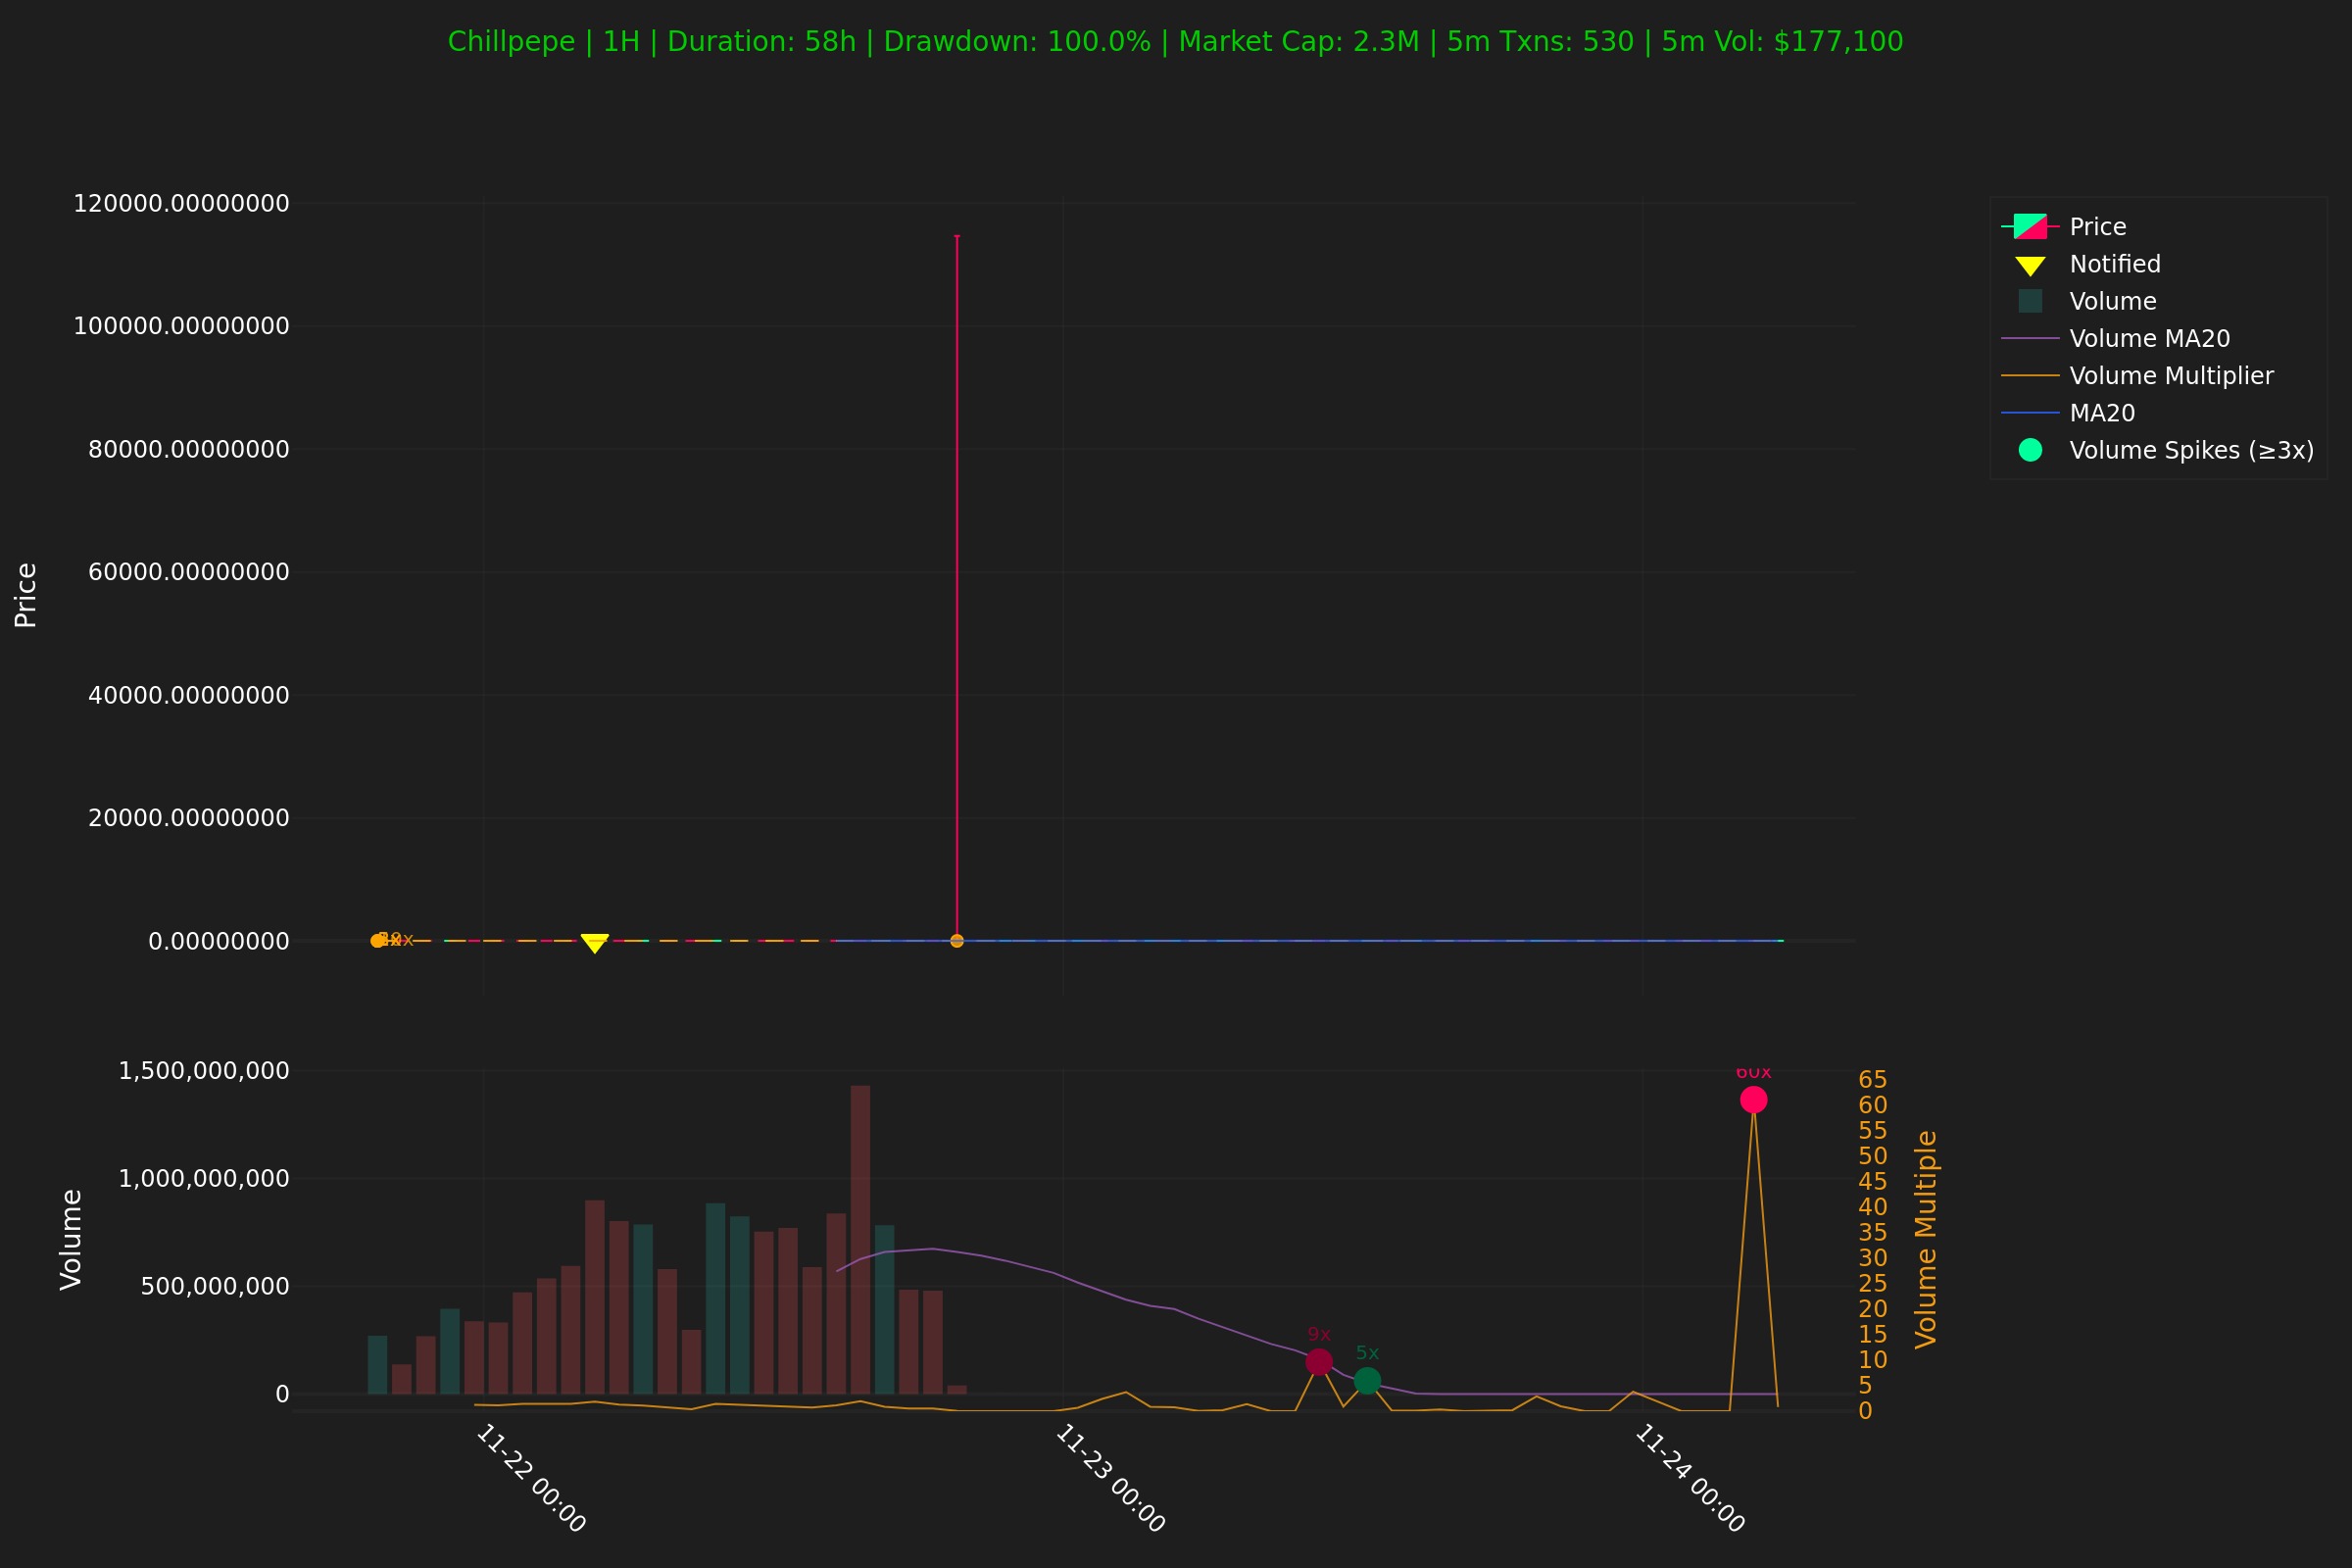 Chillpepe | 1H | Duration: 58h | Drawdown: 100.0% | Market Cap: 2.3M | 5m Txns: 530 | 5m Vol: $177,100
120000.00000000
100000.00000000
80000.00000000
60000.00000000
40000.00000000
20000.00000000
0.00000000
Price
Price
Notified
Volume
Volume MA20
Volume Multiplier
MA20
Volume Spikes (≥3x)
1,500,000,000
1,000,000,000
500,000,000
0
Volume
9x
5x
60x
65
60
55
50
45
40
35
30
25
20
15
10
5
0
Volume Multiple
11-22 00:00
11-23 00:00
11-24 00:00